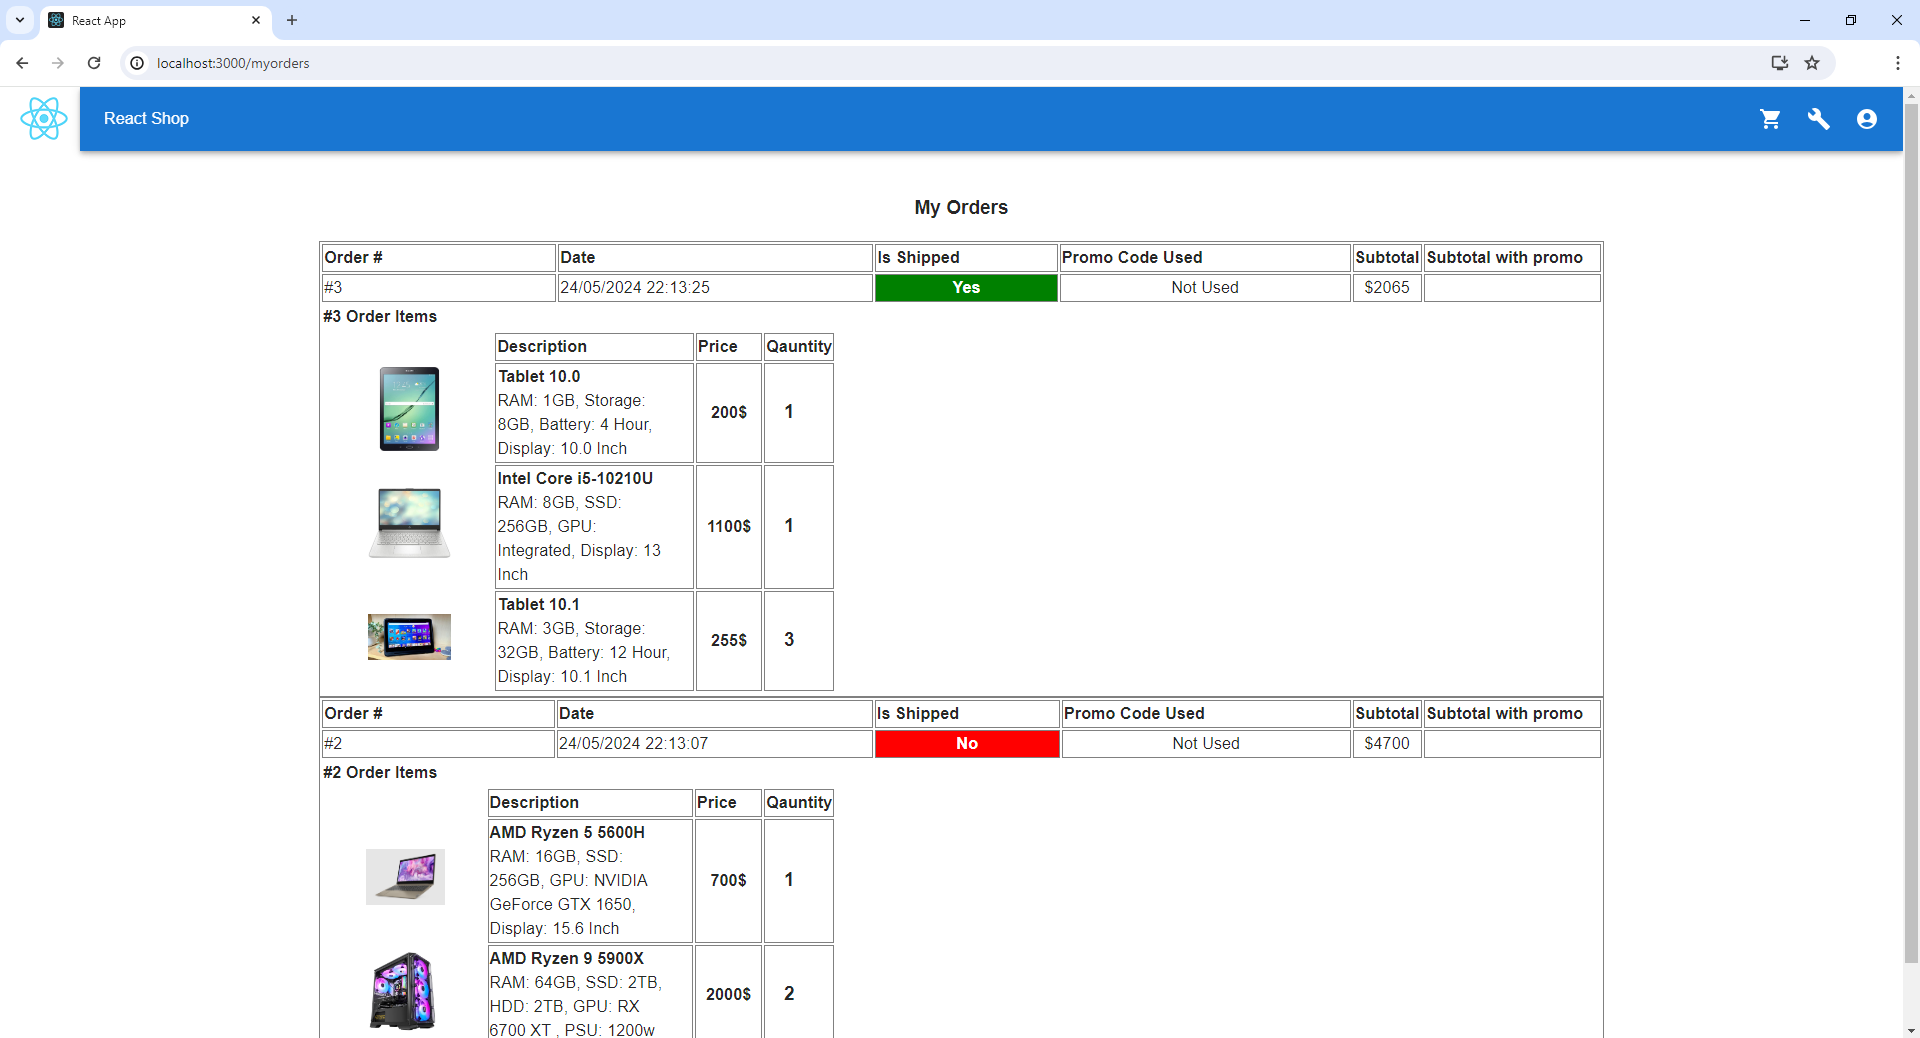 React App
localhost:3000/myorders
React Shop
My Orders
Order # Date Is Shipped Promo Code Used Subtotal Subtotal with promo
#3 24/05/2024 22:13:25 Yes Not Used $2065
#3 Order Items
Description Price Qauntity
Tablet 10.0
RAM: 1GB, Storage:
8GB, Battery: 4 Hour,
Display: 10.0 Inch
200$ 1
Intel Core i5-10210U
RAM: 8GB, SSD:
256GB, GPU:
Integrated, Display: 13
Inch
1100$ 1
Tablet 10.1
RAM: 3GB, Storage:
32GB, Battery: 12 Hour,
Display: 10.1 Inch
255$ 3
Order # Date Is Shipped Promo Code Used Subtotal Subtotal with promo
#2 24/05/2024 22:13:07 No Not Used $4700
#2 Order Items
Description Price Qauntity
AMD Ryzen 5 5600H
RAM: 16GB, SSD:
256GB, GPU: NVIDIA
GeForce GTX 1650,
Display: 15.6 Inch
700$ 1
AMD Ryzen 9 5900X
RAM: 64GB, SSD: 2TB,
HDD: 2TB, GPU: RX
6700 XT , PSU: 1200w
2000$ 2